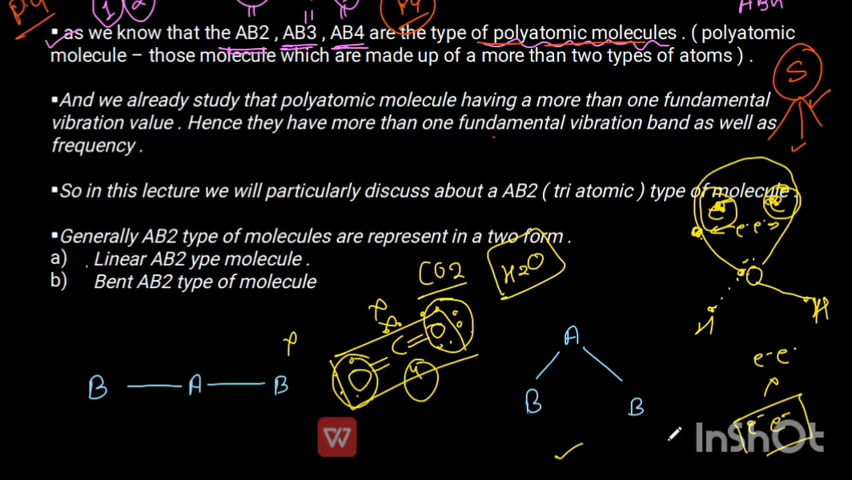 1 2
ABn
▪as we know that the AB2 , AB3 , AB4 are the type of polyatomic molecules . ( polyatomic
molecule – those molecule which are made up of a more than two types of atoms ) .
S
▪And we already study that polyatomic molecule having a more than one fundamental
vibration value . Hence they have more than one fundamental vibration band as well as
frequency .
▪So in this lecture we will particularly discuss about a AB2 ( tri atomic ) type of molecule .
▪Generally AB2 type of molecules are represent in a two form .
a) . Linear AB2 ype molecule .
b) Bent AB2 type of molecule
CO2
H2O
O
H H
O = C = O
B — A — B
A
B B
e-e-
e- e-
W
InShOt